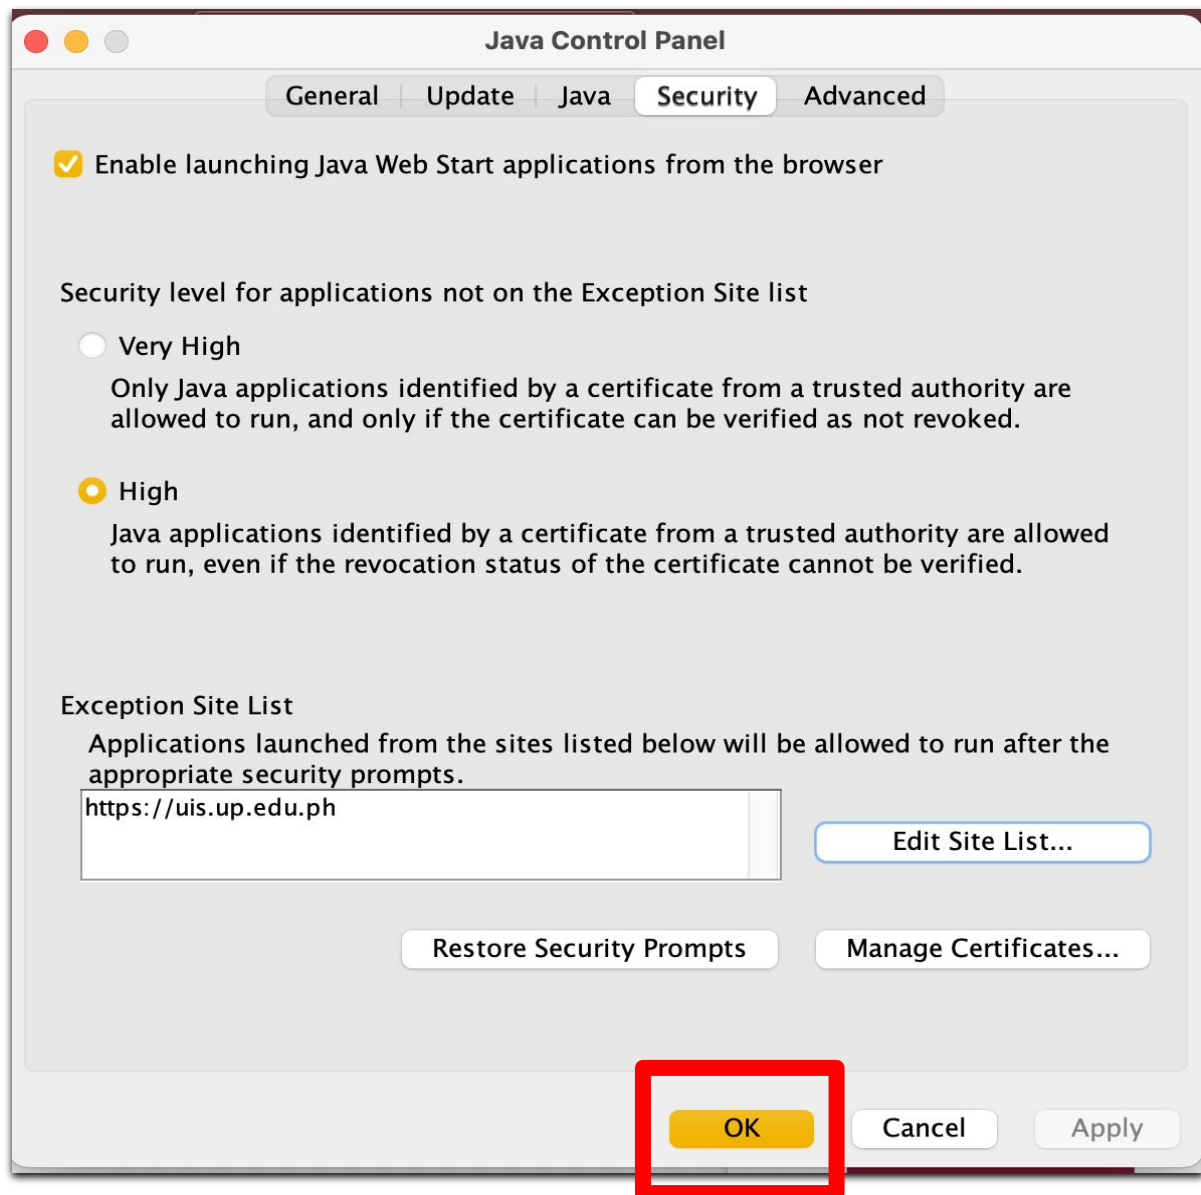 Java Control Panel
General Update Java Security Advanced
Enable launching Java Web Start applications from the browser
Security level for applications not on the Exception Site list
Very High
Only Java applications identified by a certificate from a trusted authority are
allowed to run, and only if the certificate can be verified as not revoked.
High
Java applications identified by a certificate from a trusted authority are allowed
to run, even if the revocation status of the certificate cannot be verified.
Exception Site List
Applications launched from the sites listed below will be allowed to run after the
appropriate security prompts.
https://uis.up.edu.ph
Edit Site List...
Restore Security Prompts Manage Certificates...
OK Cancel Apply